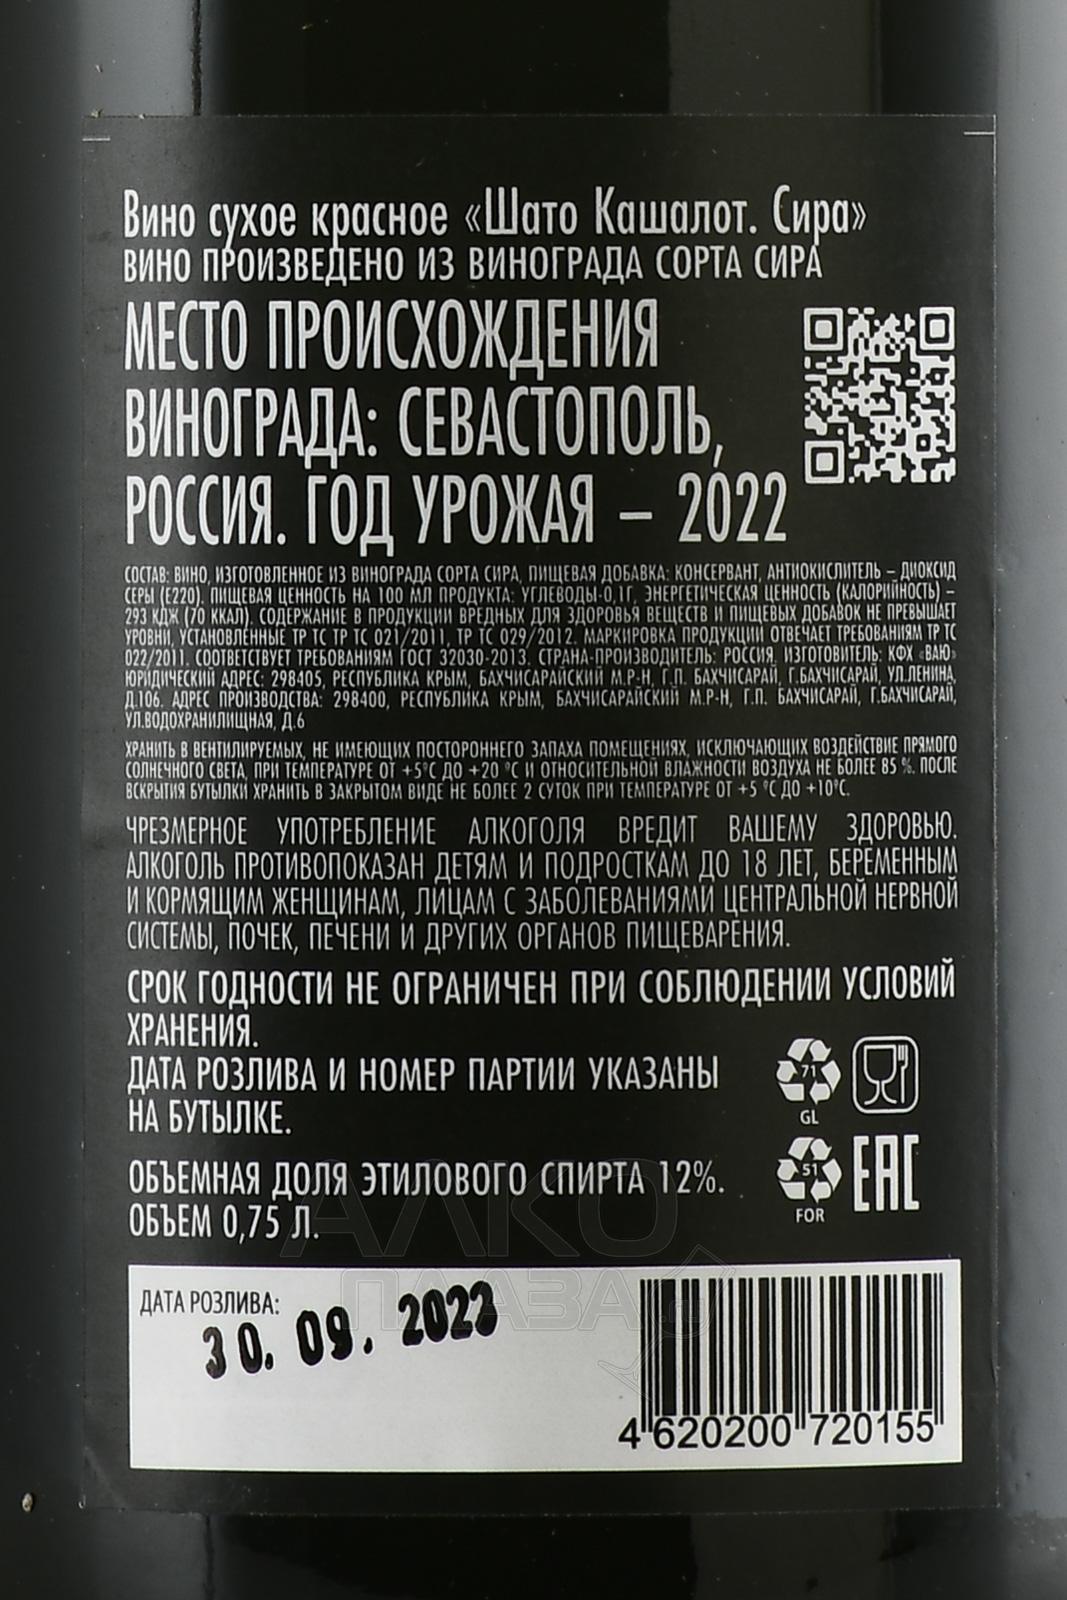 Вино сухое красное «Шато Кашалот. Сира»
ВИНО ПРОИЗВЕДЕНО ИЗ ВИНОГРАДА СОРТА СИРА
МЕСТО ПРОИСХОЖДЕНИЯ
ВИНОГРАДА: СЕВАСТОПОЛЬ,
РОССИЯ. ГОД УРОЖАЯ – 2022
СОСТАВ: ВИНО, ИЗГОТОВЛЕННОЕ ИЗ ВИНОГРАДА СОРТА СИРА, ПИЩЕВАЯ ДОБАВКА: КОНСЕРВАНТ, АНТИОКИСЛИТЕЛЬ – ДИОКСИД
СЕРЫ (Е220). ПИЩЕВАЯ ЦЕННОСТЬ НА 100 МЛ ПРОДУКТА: УГЛЕВОДЫ-0,1Г, ЭНЕРГЕТИЧЕСКАЯ ЦЕННОСТЬ (КАЛОРИЙНОСТЬ) –
293 КДЖ (70 ККАЛ). СОДЕРЖАНИЕ В ПРОДУКЦИИ ВРЕДНЫХ ДЛЯ ЗДОРОВЬЯ ВЕЩЕСТВ И ПИЩЕВЫХ ДОБАВОК НЕ ПРЕВЫШАЕТ
УРОВНИ, УСТАНОВЛЕННЫЕ ТР ТС ТР ТС 021/2011, ТР ТС 029/2012. МАРКИРОВКА ПРОДУКЦИИ ОТВЕЧАЕТ ТРЕБОВАНИЯМ ТР ТС
022/2011. СООТВЕТСТВУЕТ ТРЕБОВАНИЯМ ГОСТ 32030-2013. СТРАНА-ПРОИЗВОДИТЕЛЬ: РОССИЯ, ИЗГОТОВИТЕЛЬ: КФХ «ВАЮ»
ЮРИДИЧЕСКИЙ АДРЕС: 298405, РЕСПУБЛИКА КРЫМ, БАХЧИСАРАЙСКИЙ М.Р-Н, Г.П. БАХЧИСАРАЙ, Г.БАХЧИСАРАЙ, УЛ.ЛЕНИНА,
Д.106. АДРЕС ПРОИЗВОДСТВА: 298400, РЕСПУБЛИКА КРЫМ, БАХЧИСАРАЙСКИЙ М.Р-Н, Г.П. БАХЧИСАРАЙ, Г.БАХЧИСАРАЙ,
УЛ.ВОДОХРАНИЛИЩНАЯ, Д.6
ХРАНИТЬ В ВЕНТИЛИРУЕМЫХ, НЕ ИМЕЮЩИХ ПОСТОРОННЕГО ЗАПАХА ПОМЕЩЕНИЯХ, ИСКЛЮЧАЮЩИХ ВОЗДЕЙСТВИЕ ПРЯМОГО
СОЛНЕЧНОГО СВЕТА, ПРИ ТЕМПЕРАТУРЕ ОТ +5°С ДО +20 °С И ОТНОСИТЕЛЬНОЙ ВЛАЖНОСТИ ВОЗДУХА НЕ БОЛЕЕ 85 %. ПОСЛЕ
ВСКРЫТИЯ БУТЫЛКИ ХРАНИТЬ В ЗАКРЫТОМ ВИДЕ НЕ БОЛЕЕ 2 СУТОК ПРИ ТЕМПЕРАТУРЕ ОТ +5 °С ДО +10°С.
ЧРЕЗМЕРНОЕ УПОТРЕБЛЕНИЕ АЛКОГОЛЯ ВРЕДИТ ВАШЕМУ ЗДОРОВЬЮ.
АЛКОГОЛЬ ПРОТИВОПОКАЗАН ДЕТЯМ И ПОДРОСТКАМ ДО 18 ЛЕТ, БЕРЕМЕННЫМ
И КОРМЯЩИМ ЖЕНЩИНАМ, ЛИЦАМ С ЗАБОЛЕВАНИЯМИ ЦЕНТРАЛЬНОЙ НЕРВНОЙ
СИСТЕМЫ, ПОЧЕК, ПЕЧЕНИ И ДРУГИХ ОРГАНОВ ПИЩЕВАРЕНИЯ.
СРОК ГОДНОСТИ НЕ ОГРАНИЧЕН ПРИ СОБЛЮДЕНИИ УСЛОВИЙ
ХРАНЕНИЯ.
ДАТА РОЗЛИВА И НОМЕР ПАРТИИ УКАЗАНЫ
НА БУТЫЛКЕ.
71
GL
51
FOR
EAC
ОБЪЕМНАЯ ДОЛЯ ЭТИЛОВОГО СПИРТА 12%.
ОБЪЕМ 0,75 Л.
АЛКО
ПЛАЗА
ДАТА РОЗЛИВА:
30. 09. 2023
4 620200 720155